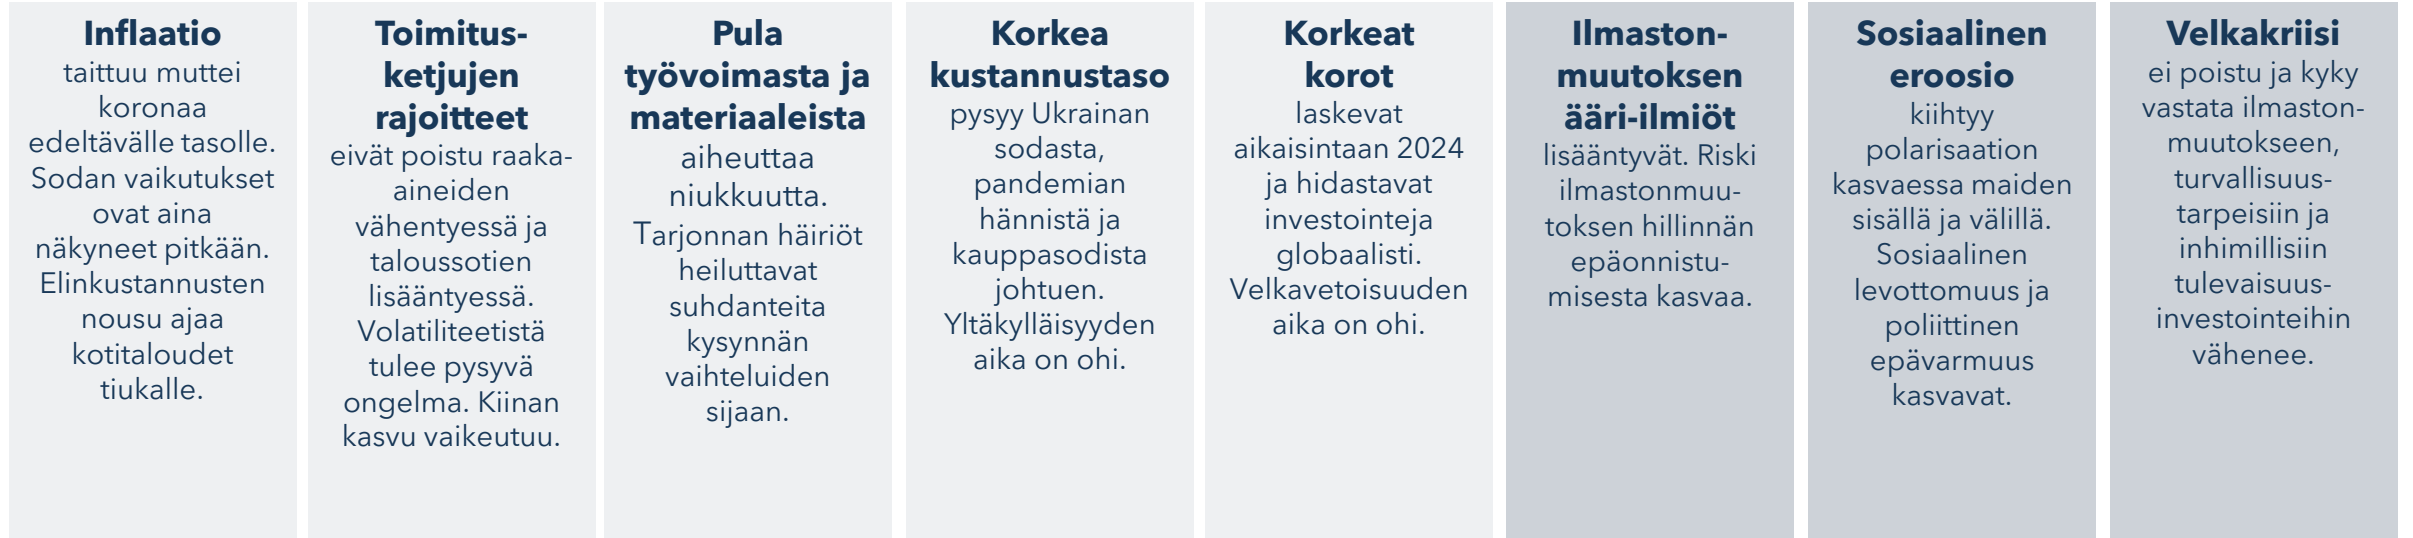 Inflaatio
taittuu muttei
koronaa
edeltävälle tasolle.
Sodan vaikutukset
ovat aina
näkyneet pitkään.
Elinkustannusten
nousu ajaa
kotitaloudet
tiukalle.
Toimitus-
ketjujen
rajoitteet
eivät poistu raaka-
aineiden
vähentyessä ja
taloussotien
lisääntyessä.
Volatiliteetistä
tulee pysyvä
ongelma. Kiinan
kasvu vaikeutuu.
Pula
työvoimasta ja
materiaaleista
aiheuttaa
niukkuutta.
Tarjonnan häiriöt
heiluttavat
suhdanteita
kysynnän
vaihteluiden
sijaan.
Korkea
kustannustaso
pysyy Ukrainan
sodasta,
pandemian
hännistä ja
kauppasodista
johtuen.
Yltäkylläisyyden
aika on ohi.
Korkeat
korot
laskevat
aikaisintaan 2024
ja hidastavat
investointeja
globaalisti.
Velkavetoisuuden
aika on ohi.
Ilmaston-
muutoksen
ääri-ilmiöt
lisääntyvät. Riski
ilmastonmuu-
toksen hillinnän
epäonnistu-
misesta kasvaa.
Sosiaalinen
eroosio
kiihtyy
polarisaation
kasvaessa maiden
sisällä ja välillä.
Sosiaalinen
levottomuus ja
poliittinen
epävarmuus
kasvavat.
Velkakriisi
ei poistu ja kyky
vastata ilmaston-
muutokseen,
turvallisuus-
tarpeisiin ja
inhimillisiin
tulevaisuus-
investointeihin
vähenee.